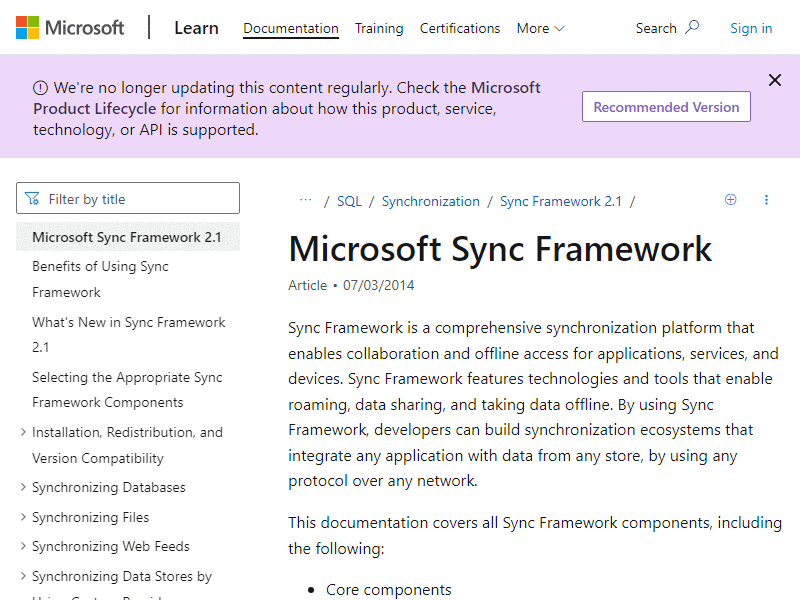 Microsoft Learn Documentation Training Certifications More Search Sign in
We're no longer updating this content regularly. Check the Microsoft
Product Lifecycle for information about how this product, service,
technology, or API is supported.
Recommended Version
Filter by title
Microsoft Sync Framework 2.1
Benefits of Using Sync
Framework
What's New in Sync Framework
2.1
Selecting the Appropriate Sync
Framework Components
Installation, Redistribution, and
Version Compatibility
Synchronizing Databases
Synchronizing Files
Synchronizing Web Feeds
Synchronizing Data Stores by
··· / SQL / Synchronization / Sync Framework 2.1 /
Microsoft Sync Framework
Article • 07/03/2014
Sync Framework is a comprehensive synchronization platform that
enables collaboration and offline access for applications, services, and
devices. Sync Framework features technologies and tools that enable
roaming, data sharing, and taking data offline. By using Sync
Framework, developers can build synchronization ecosystems that
integrate any application with data from any store, by using any
protocol over any network.
This documentation covers all Sync Framework components, including
the following:
• Core components